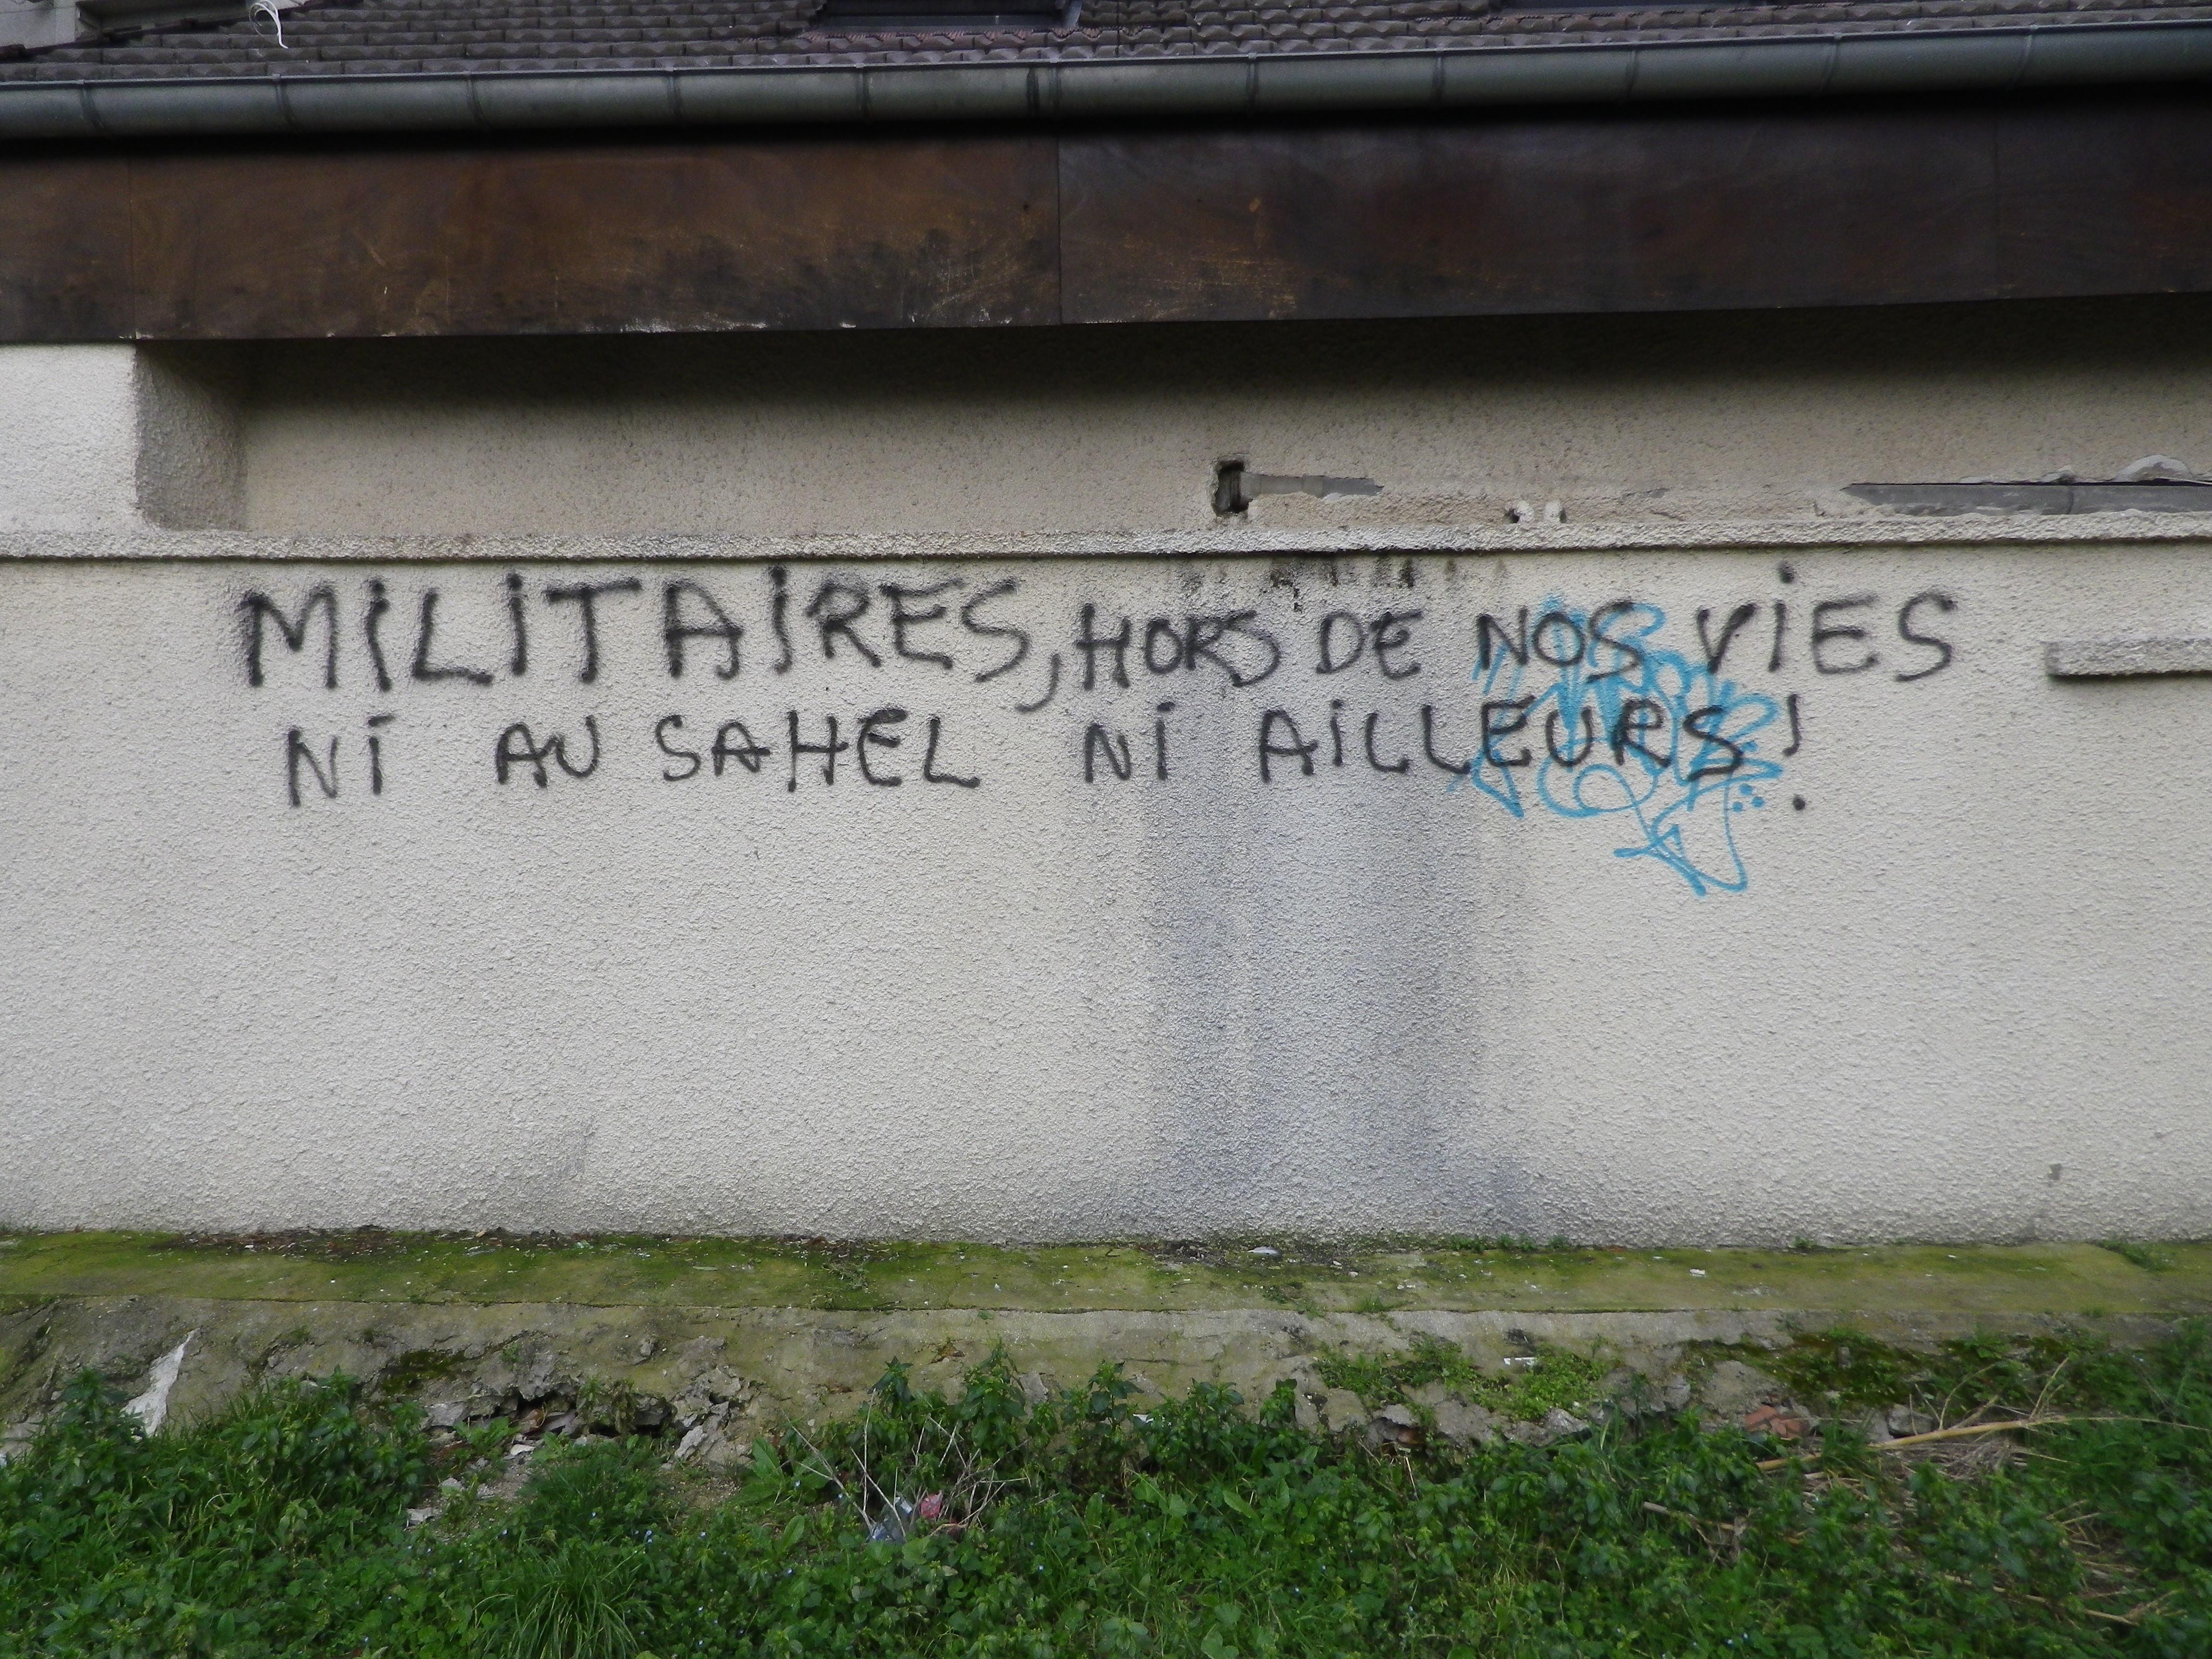 MILITAIRES, HORS DE NOS VIES
NI AU SAHEL NI AILLEURS!